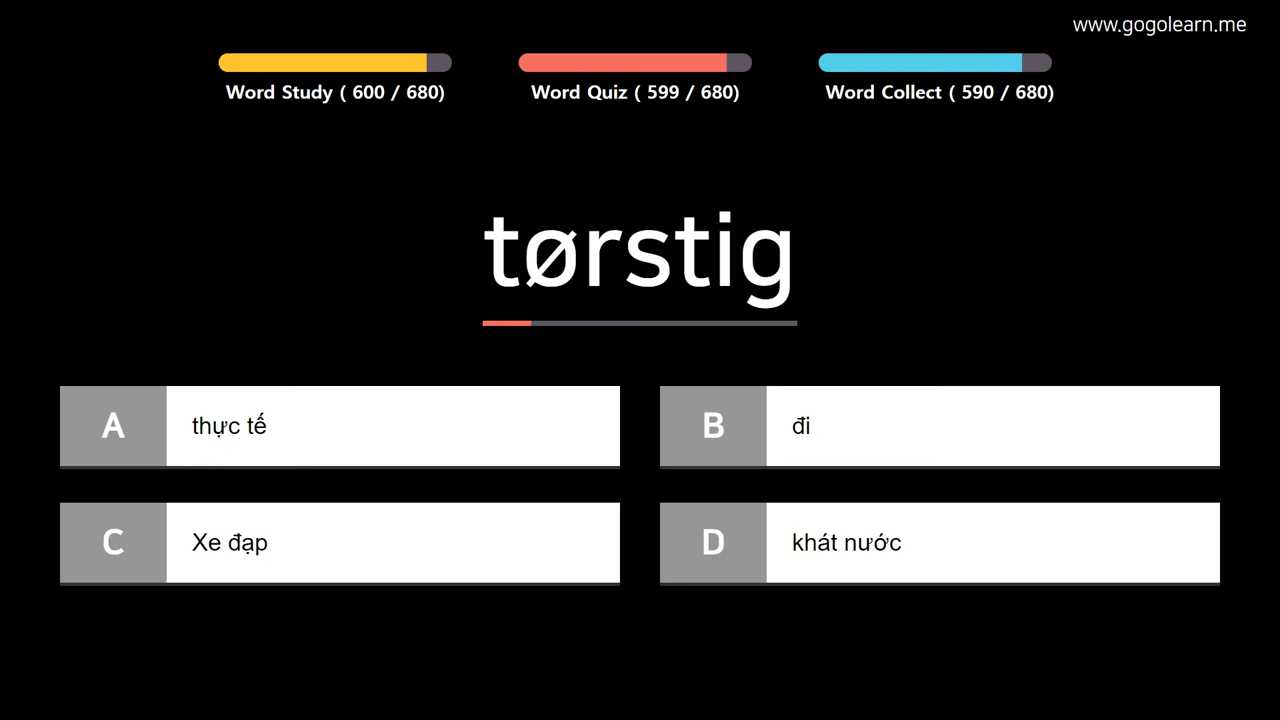 www.gogolearn.me
Word Study ( 600 / 680)
Word Quiz ( 599 / 680)
Word Collect ( 590 / 680)
tørstig
A
thực tế
B
đi
C
Xe đạp
D
khát nước